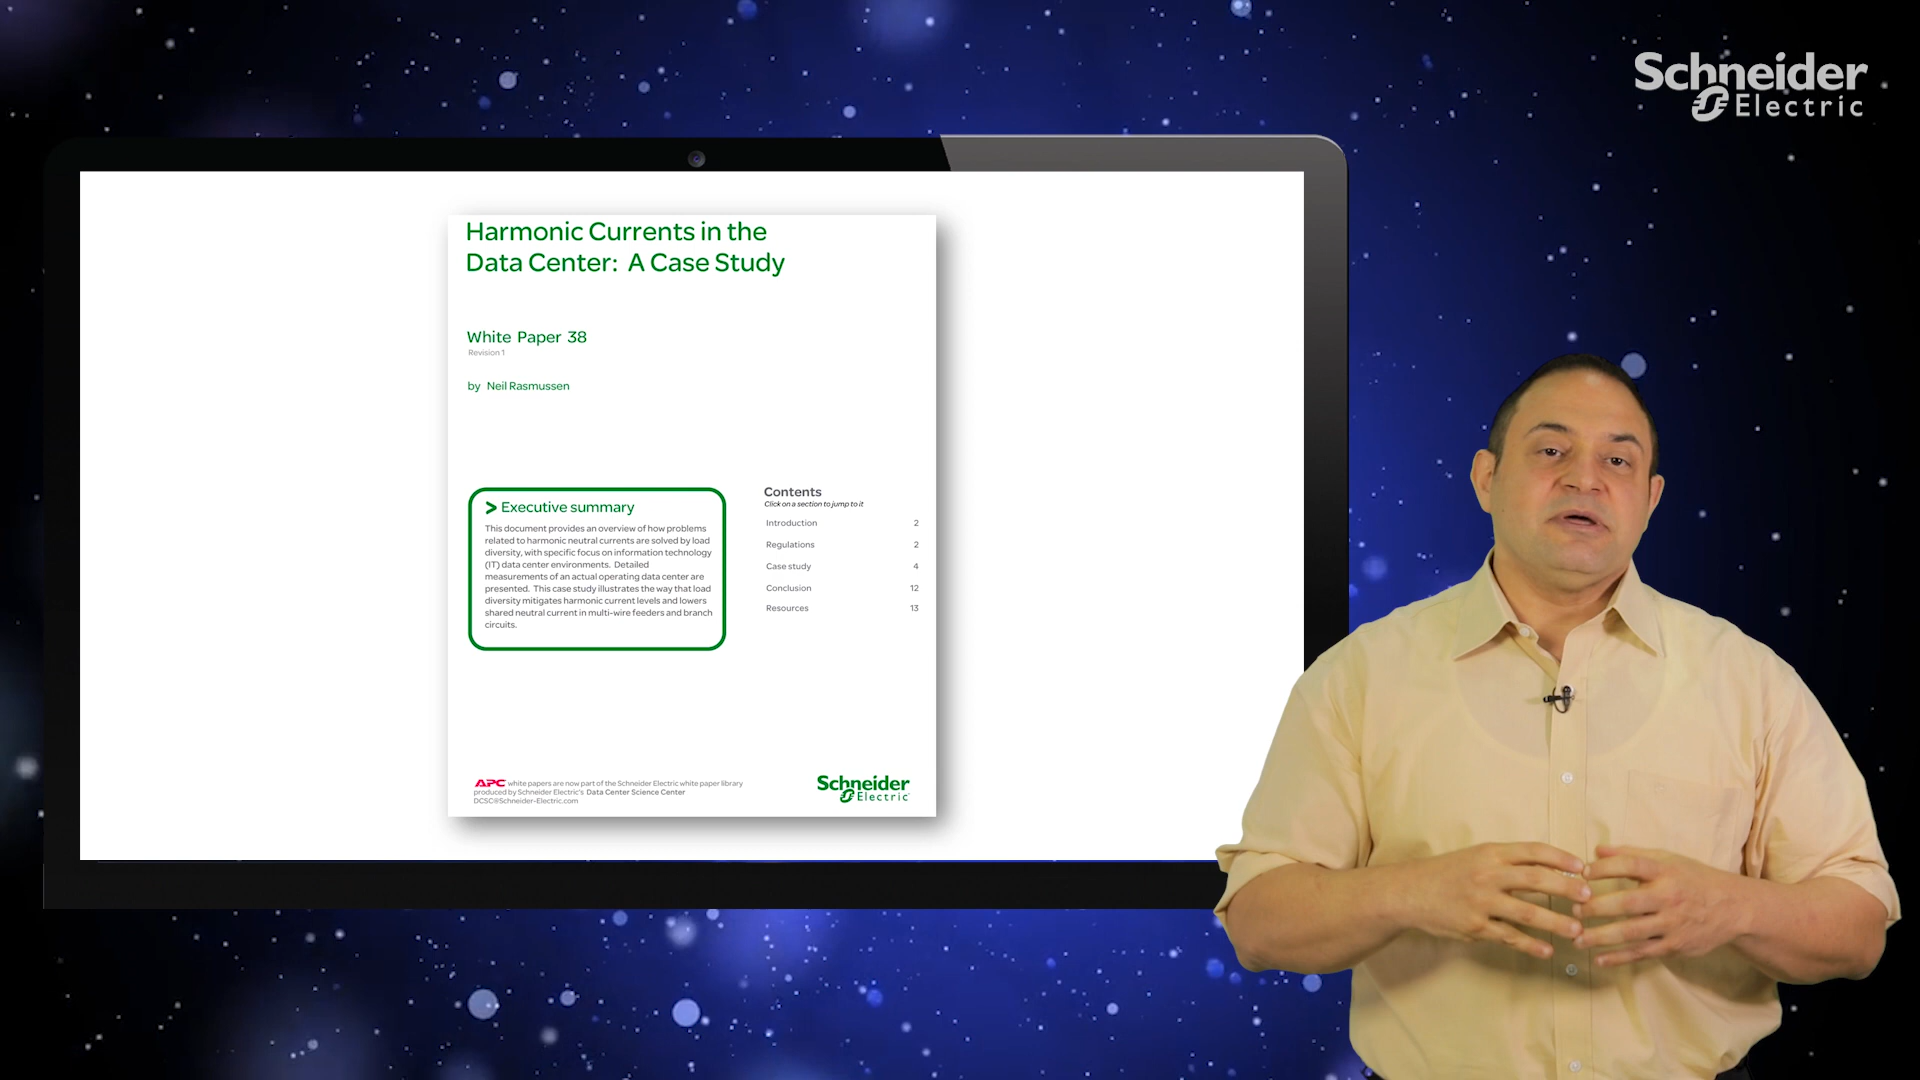 Schneider
Electric
Harmonic Currents in the
Data Center: A Case Study
White Paper 38
Revision 1
by Neil Rasmussen
> Executive summary
This document provides an overview of how problems
related to harmonic neutral currents are solved by load
diversity, with specific focus on information technology
(IT) data center environments. Detailed
measurements of an actual operating data center are
presented. This case study illustrates the way that load
diversity mitigates harmonic current levels and lowers
shared neutral current in multi-wire feeders and branch
circuits.
Contents
Click on a section to jump to it
Introduction 2
Regulations 2
Case study 4
Conclusion 12
Resources 13
APC white papers are now part of the Schneider Electric white paper library
produced by Schneider Electric's Data Center Science Center
DCSC@Schneider-Electric.com
Schneider
Electric